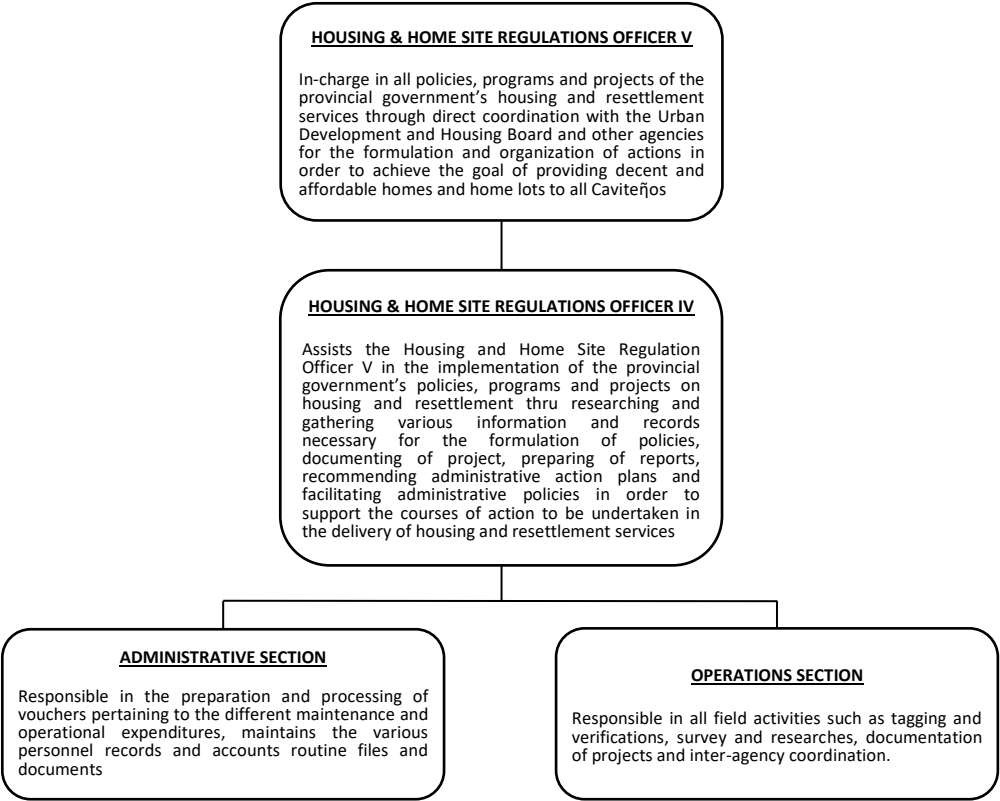 HOUSING & HOME SITE REGULATIONS OFFICER V
In-charge in all policies, programs and projects of the
provincial government’s housing and resettlement
services through direct coordination with the Urban
Development and Housing Board and other agencies
for the formulation and organization of actions in
order to achieve the goal of providing decent and
affordable homes and home lots to all Caviteños
HOUSING & HOME SITE REGULATIONS OFFICER IV
Assists the Housing and Home Site Regulation
Officer V in the implementation of the provincial
government’s policies, programs and projects on
housing and resettlement thru researching and
gathering various information and records
necessary for the formulation of policies,
documenting of project, preparing of reports,
recommending administrative action plans and
facilitating administrative policies in order to
support the courses of action to be undertaken in
the delivery of housing and resettlement services
ADMINISTRATIVE SECTION
Responsible in the preparation and processing of
vouchers pertaining to the different maintenance and
operational expenditures, maintains the various
personnel records and accounts routine files and
documents
OPERATIONS SECTION
Responsible in all field activities such as tagging and
verifications, survey and researches, documentation
of projects and inter-agency coordination.